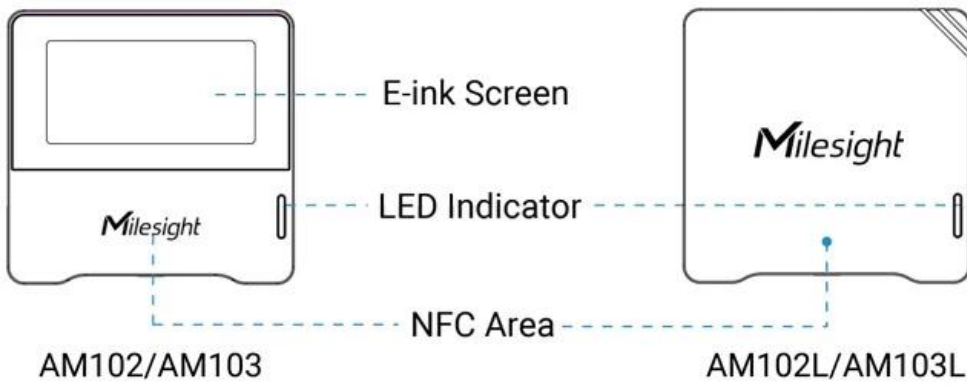 E-ink Screen
Milesight
LED Indicator
Milesight
NFC Area
AM102/AM103
AM102L/AM103L